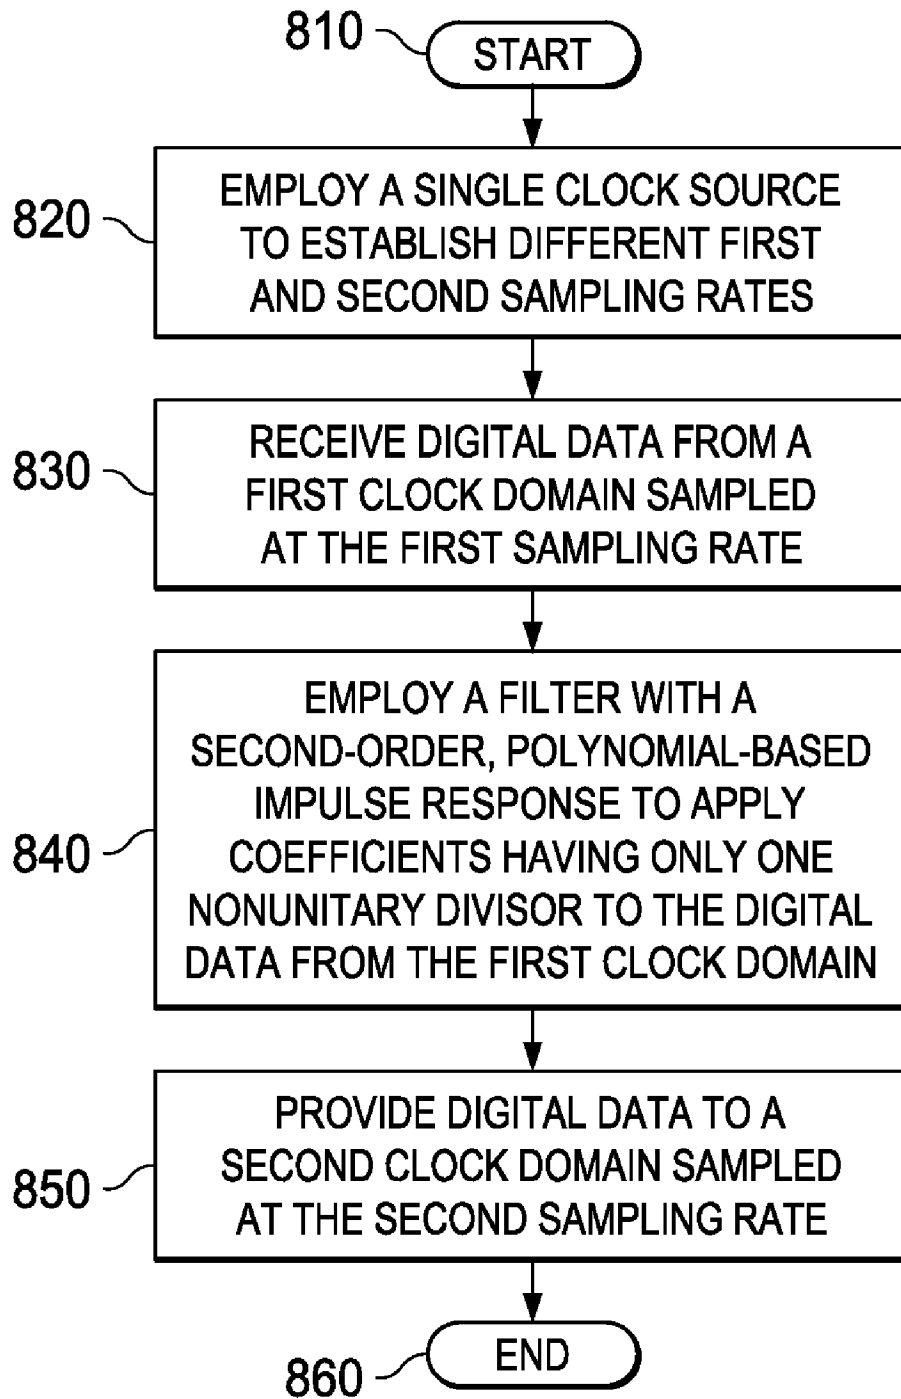 810
START
820
EMPLOY A SINGLE CLOCK SOURCE
TO ESTABLISH DIFFERENT FIRST
AND SECOND SAMPLING RATES
830
RECEIVE DIGITAL DATA FROM A
FIRST CLOCK DOMAIN SAMPLED
AT THE FIRST SAMPLING RATE
840
EMPLOY A FILTER WITH A
SECOND-ORDER, POLYNOMIAL-BASED
IMPULSE RESPONSE TO APPLY
COEFFICIENTS HAVING ONLY ONE
NONUNITARY DIVISOR TO THE DIGITAL
DATA FROM THE FIRST CLOCK DOMAIN
850
PROVIDE DIGITAL DATA TO A
SECOND CLOCK DOMAIN SAMPLED
AT THE SECOND SAMPLING RATE
860
END